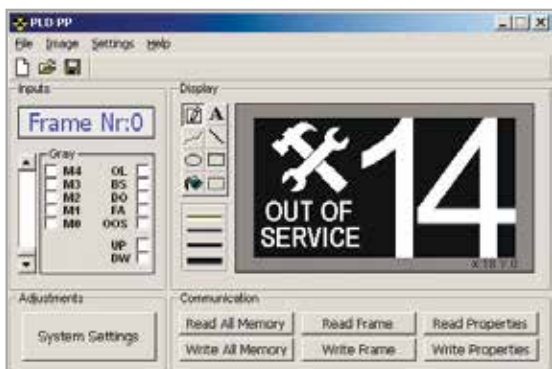 PLD PP
File Image Settings Help
Inputs
Frame Nr:0
Gray
M4 OL
M3 BS
M2 DO
M1 FA
M0 OOS
UP
DW
Display
A
OUT OF
SERVICE
14
Adjustments
System Settings
Communication
Read All Memory Read Frame Read Properties
Write All Memory Write Frame Write Properties